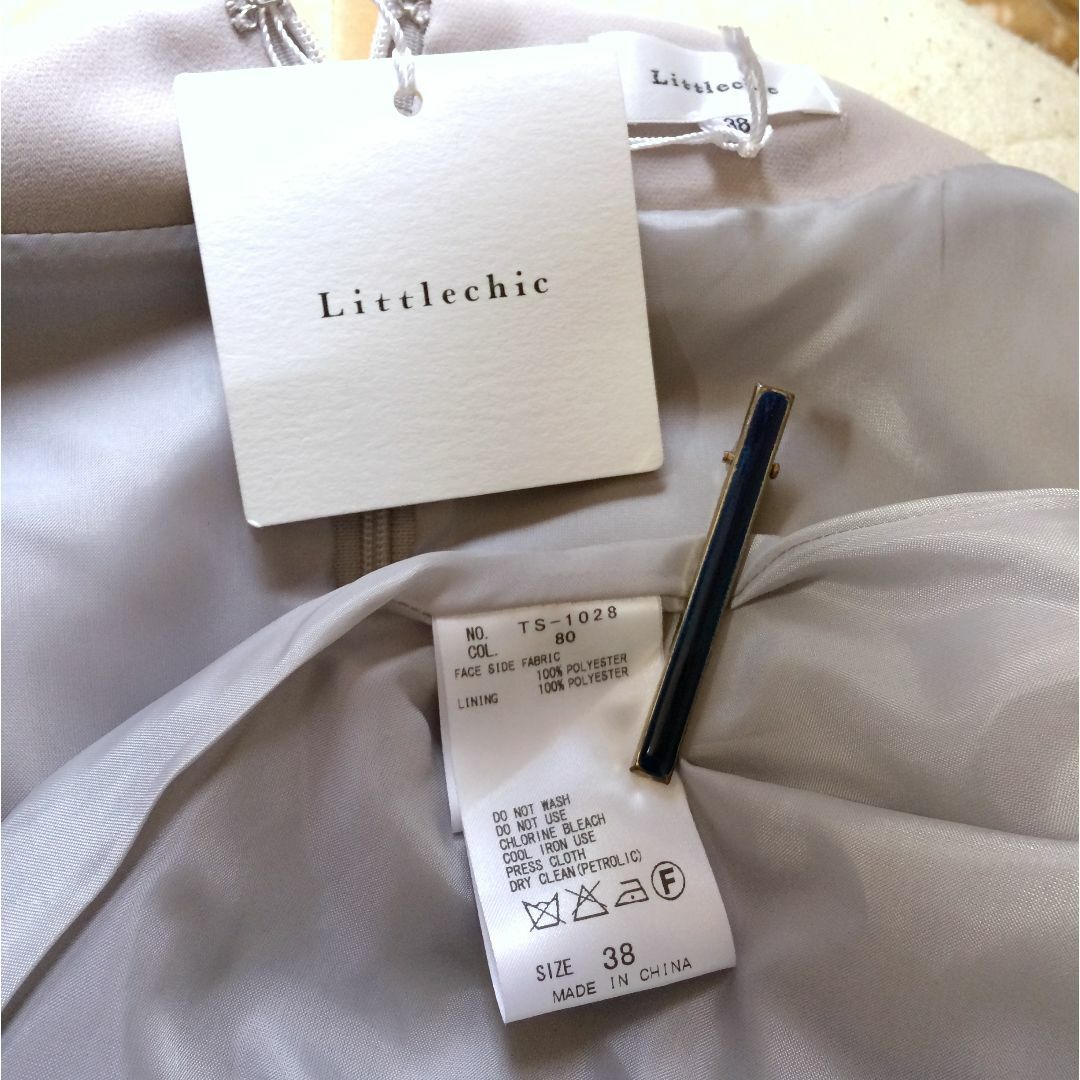 Littlechic
38
Littlechic
NO. TS-1028
COL. 80
FACE SIDE FABRIC
100% POLYESTER
LINING 100% POLYESTER
DO NOT WASH
DO NOT USE
CHLORINE BLEACH
COOL IRON USE
PRESS CLOTH
DRY CLEAN(PETROLIC)
F
SIZE 38
MADE IN CHINA